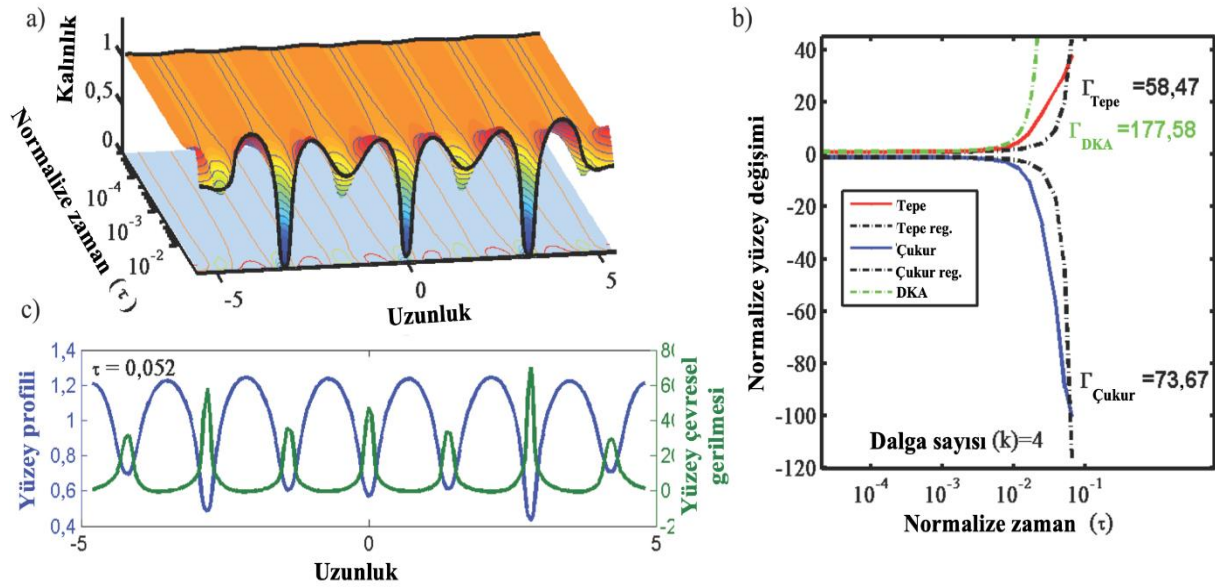 a)
Kalınlık
1
0,5
0
Normalize zaman (τ)
10⁻⁴
10⁻³
10⁻²
-5
0
5
Uzunluk
b)
Normalize yüzey değişimi
40
20
0
-20
-40
-60
-80
-100
-120
Γ Tepe =58,47
Γ DKA =177,58
Tepe
Tepe reg.
Çukur
Çukur reg.
DKA
Γ Çukur =73,67
Dalga sayısı (k)=4
10⁻⁴
10⁻³
10⁻²
10⁻¹
Normalize zaman (τ)
c)
Yüzey profili
1,4
1,2
1
0,8
0,6
0,4
τ = 0,052
80
60
40
20
0
-2
Yüzey çevresel
gerilmesi
-5
0
5
Uzunluk